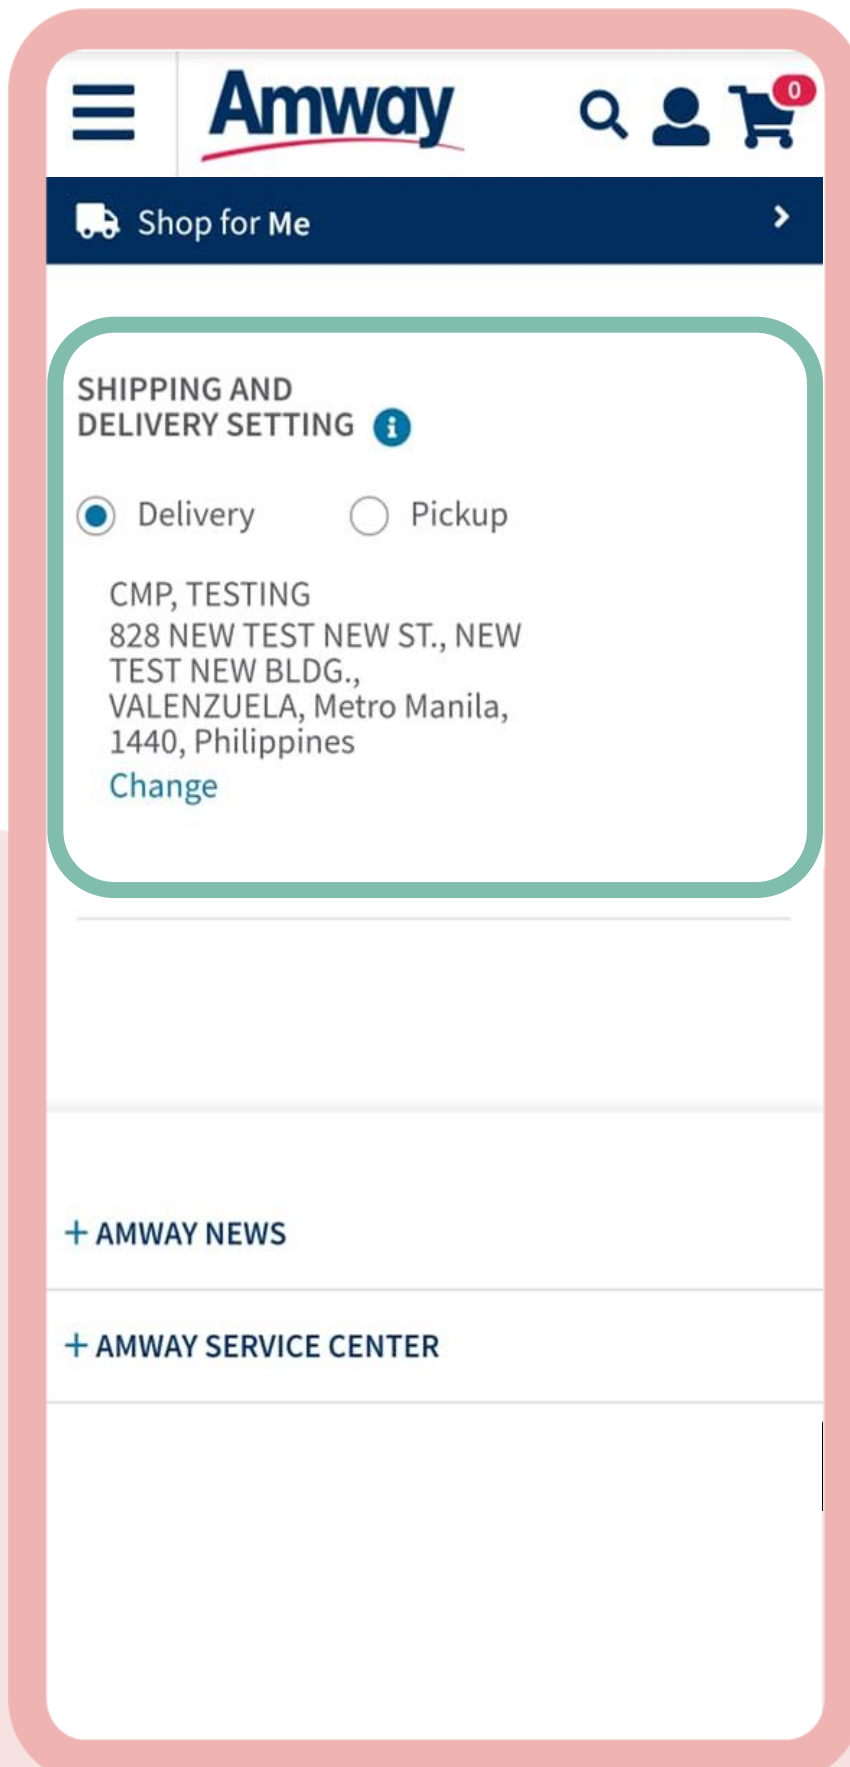 Amway
0
Shop for Me
SHIPPING AND
DELIVERY SETTING
Delivery Pickup
CMP, TESTING
828 NEW TEST NEW ST., NEW
TEST NEW BLDG.,
VALENZUELA, Metro Manila,
1440, Philippines
Change
+ AMWAY NEWS
+ AMWAY SERVICE CENTER